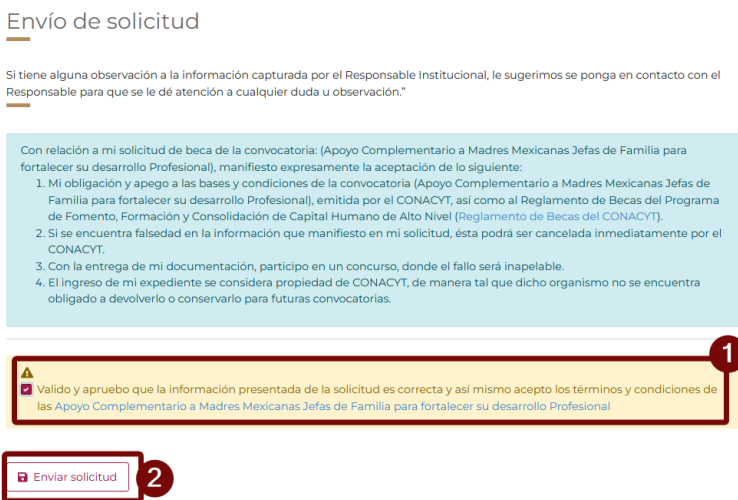 Envío de solicitud
Si tiene alguna observación a la información capturada por el Responsable Institucional, le sugerimos se ponga en contacto con el
Responsable para que se le dé atención a cualquier duda u observación.”
Con relación a mi solicitud de beca de la convocatoria: (Apoyo Complementario a Madres Mexicanas Jefas de Familia para
fortalecer su desarrollo Profesional), manifiesto expresamente la aceptación de lo siguiente:
1. Mi obligación y apego a las bases y condiciones de la convocatoria (Apoyo Complementario a Madres Mexicanas Jefas de
Familia para fortalecer su desarrollo Profesional), emitida por el CONACYT, así como al Reglamento de Becas del Programa
de Fomento, Formación y Consolidación de Capital Humano de Alto Nivel (Reglamento de Becas del CONACYT).
2. Si se encuentra falsedad en la información que manifiesto en mi solicitud, ésta podrá ser cancelada inmediatamente por el
CONACYT.
3. Con la entrega de mi documentación, participo en un concurso, donde el fallo será inapelable.
4. El ingreso de mi expediente se considera propiedad de CONACYT, de manera tal que dicho organismo no se encuentra
obligado a devolverlo o conservarlo para futuras convocatorias.
1
Valido y apruebo que la información presentada de la solicitud es correcta y así mismo acepto los términos y condiciones de
las Apoyo Complementario a Madres Mexicanas Jefas de Familia para fortalecer su desarrollo Profesional
Enviar solicitud
2